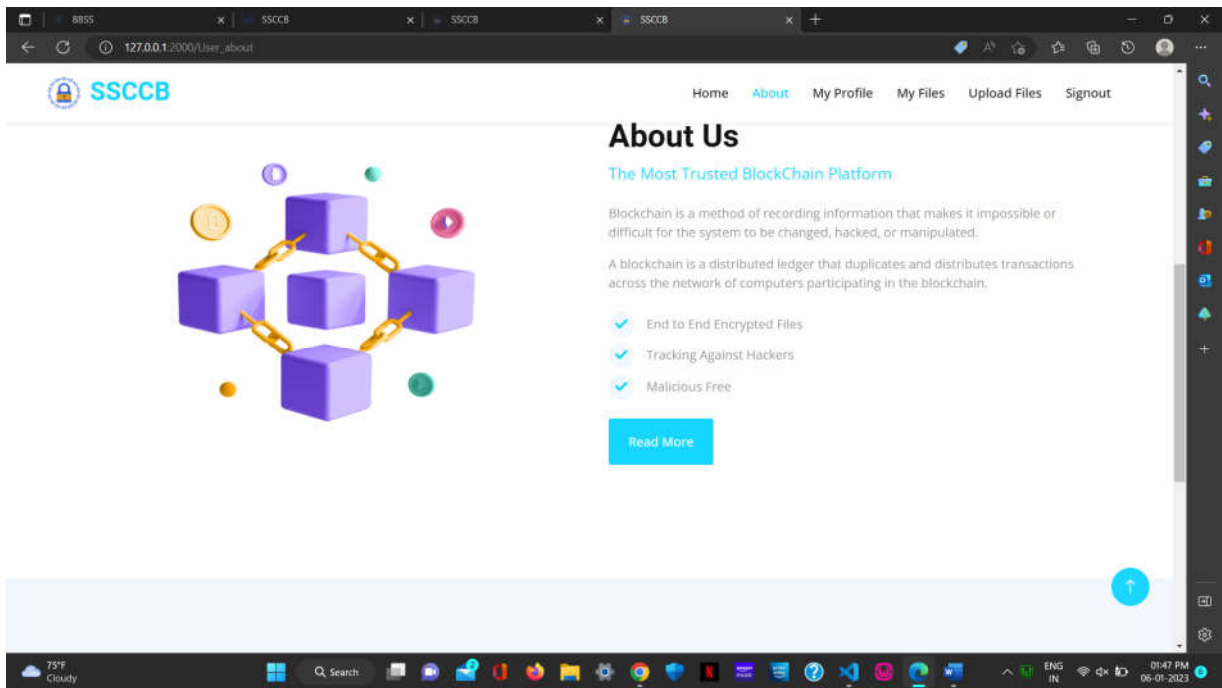 BBSS
SSCCB
SSCCB
SSCCB
127.0.0.1:2000/User_about
SSCCB
Home About My Profile My Files Upload Files Signout
About Us
The Most Trusted BlockChain Platform
Blockchain is a method of recording information that makes it impossible or
difficult for the system to be changed, hacked, or manipulated.
A blockchain is a distributed ledger that duplicates and distributes transactions
across the network of computers participating in the blockchain.
End to End Encrypted Files
Tracking Against Hackers
Malicious Free
Read More
75°F
Cloudy
Search
ENG
IN
01:47 PM
06-01-2023